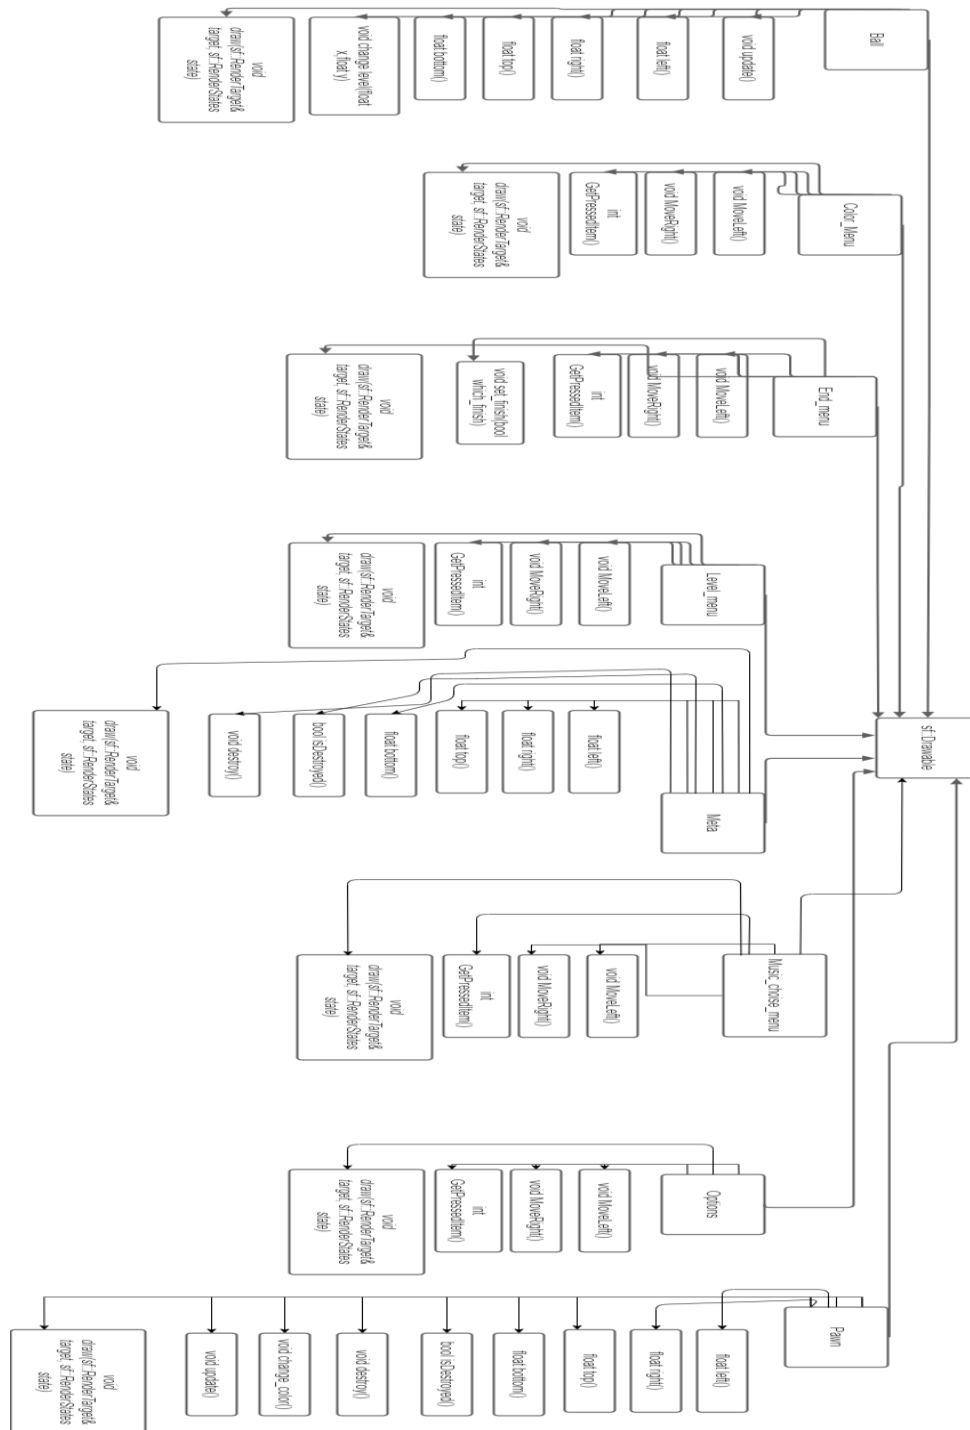 sf::Drawable
Ball
void update()
float left()
float right()
float top()
float bottom()
void change level(float
x, float y)
void
draw(sf::RenderTarget&
target, sf::RenderStates
state)
Color_Menu
void MoveLeft()
void MoveRight()
int
GetPressedItem()
void
draw(sf::RenderTarget&
target, sf::RenderStates
state)
End_menu
void MoveLeft()
void MoveRight()
int
GetPressedItem()
void set_finish(bool
which_finish)
void
draw(sf::RenderTarget&
target, sf::RenderStates
state)
Level_menu
void MoveLeft()
void MoveRight()
int
GetPressedItem()
void
draw(sf::RenderTarget&
target, sf::RenderStates
state)
Meta
float left()
float right()
float top()
float bottom()
bool isDestroyed()
void destroy()
void
draw(sf::RenderTarget&
target, sf::RenderStates
state)
Music_choise_menu
void MoveLeft()
void MoveRight()
int
GetPressedItem()
void
draw(sf::RenderTarget&
target, sf::RenderStates
state)
Options
void MoveLeft()
void MoveRight()
int
GetPressedItem()
void
draw(sf::RenderTarget&
target, sf::RenderStates
state)
Pawn
float left()
float right()
float top()
float bottom()
bool isDestroyed()
void destroy()
void change_color()
void update()
void
draw(sf::RenderTarget&
target, sf::RenderStates
state)